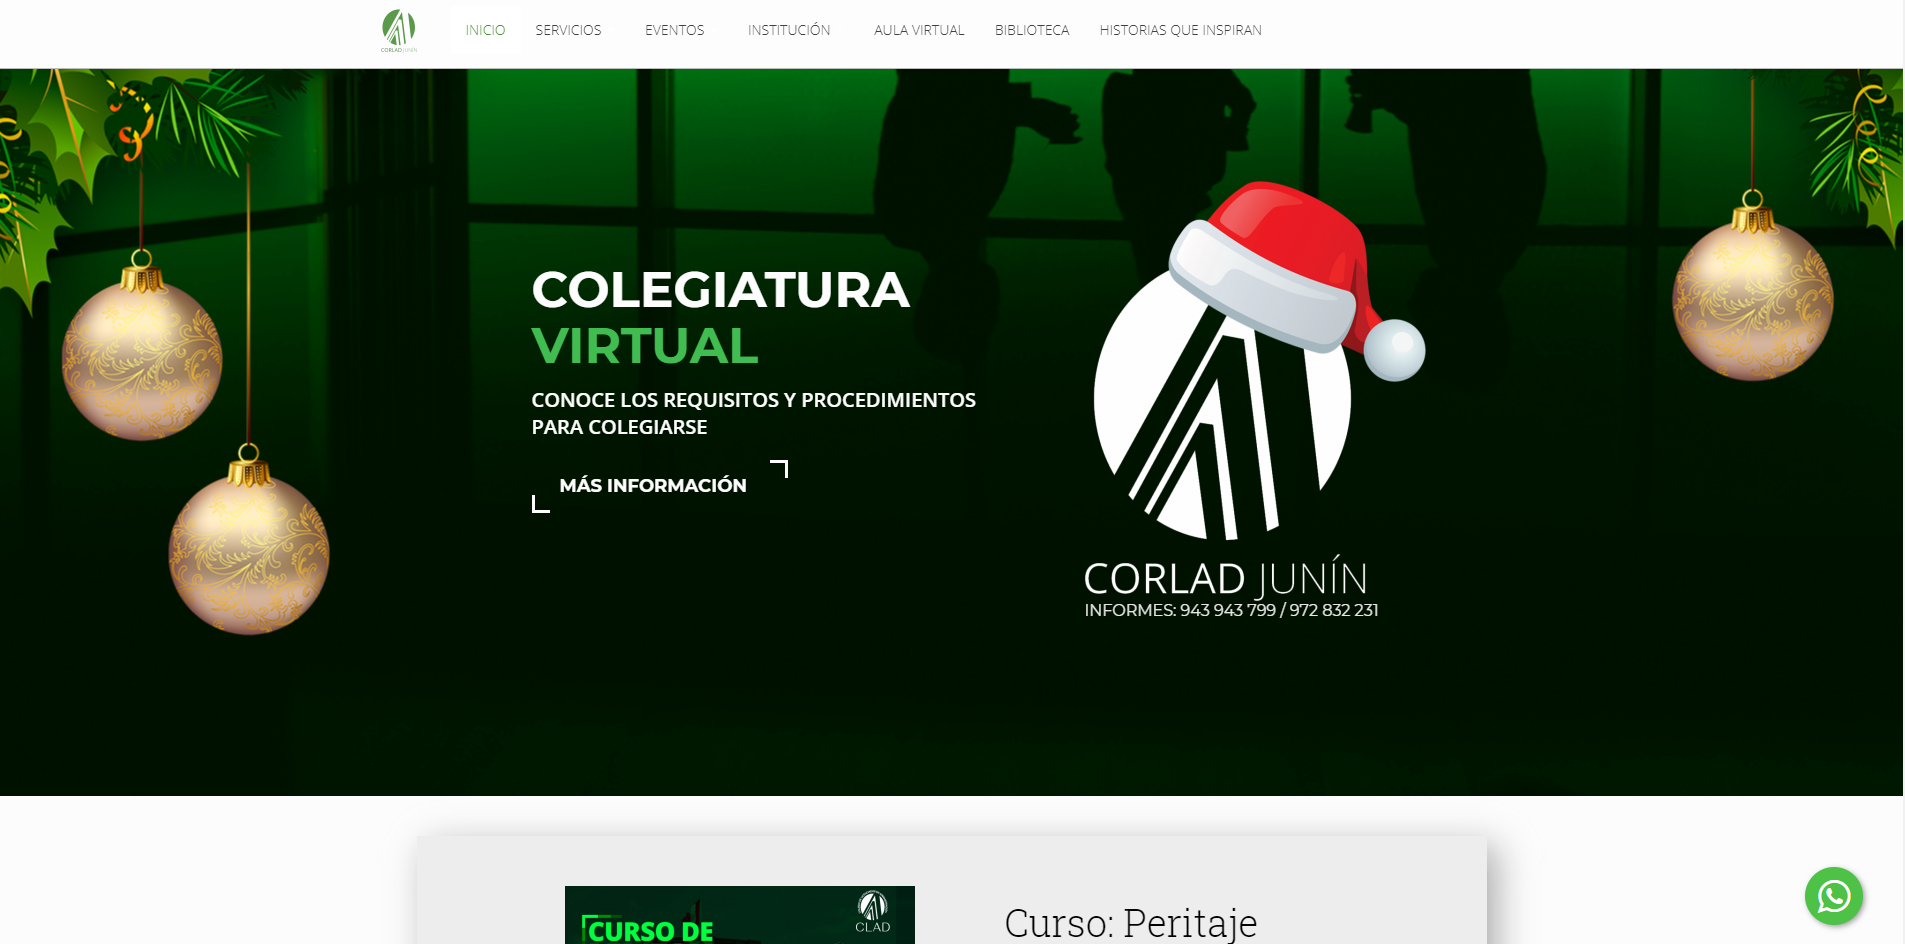 CORLAD JUNÍN
INICIO
SERVICIOS
EVENTOS
INSTITUCIÓN
AULA VIRTUAL
BIBLIOTECA
HISTORIAS QUE INSPIRAN
COLEGIATURA
VIRTUAL
CONOCE LOS REQUISITOS Y PROCEDIMIENTOS
PARA COLEGIARSE
MÁS INFORMACIÓN
CORLAD JUNÍN
INFORMES: 943 943 799 / 972 832 231
CURSO DE
CLAD
Curso: Peritaje